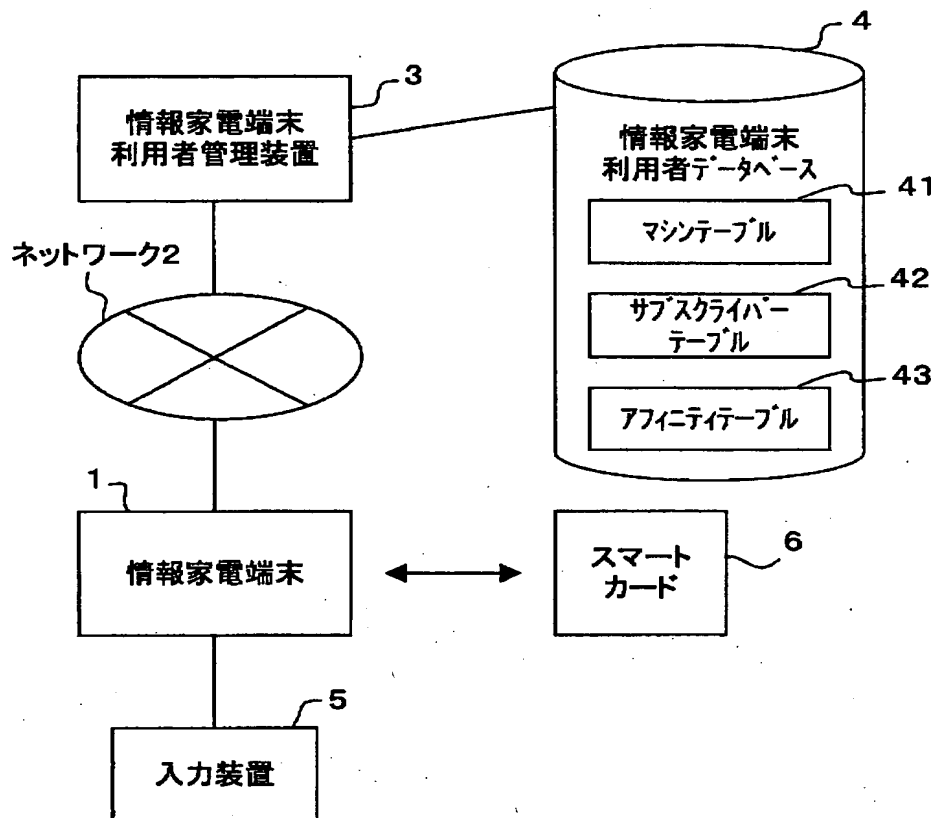 3
4
情報家電端末
利用者管理装置
情報家電端末
利用者データベース
41
マシンテーブル
42
サブスクライバー
テーブル
43
アフィニティテーブル
ネットワーク2
1
情報家電端末
6
スマート
カード
5
入力装置